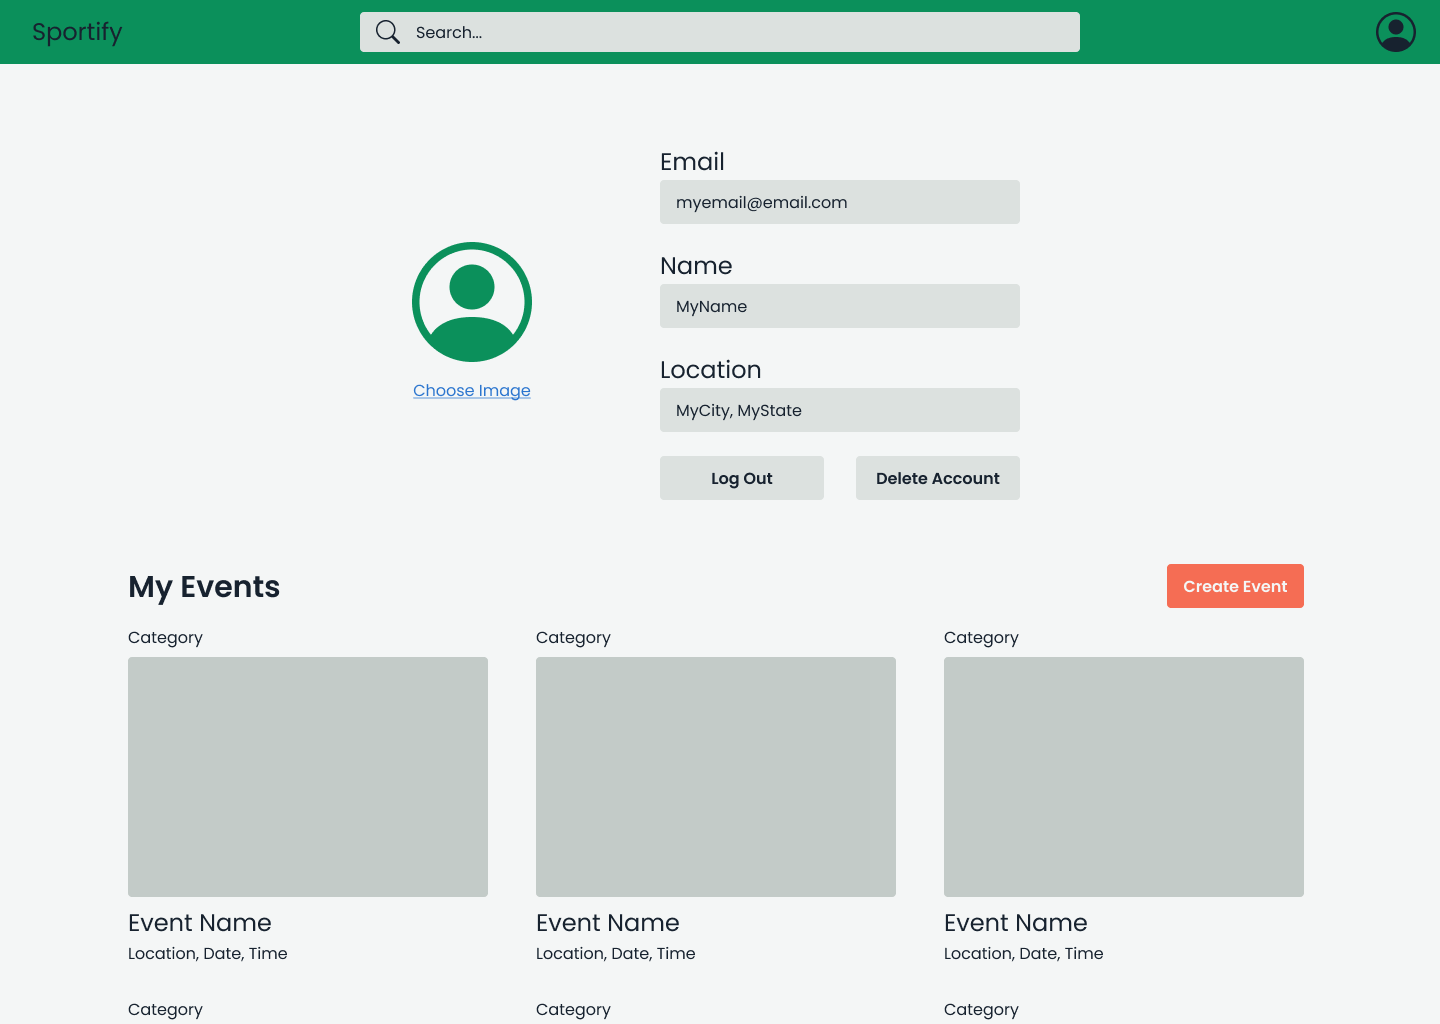 Sportify
Search...
Email
myemail@email.com
Name
MyName
Choose Image
Location
MyCity, MyState
Log Out
Delete Account
My Events
Create Event
Category
Category
Category
Event Name
Event Name
Event Name
Location, Date, Time
Location, Date, Time
Location, Date, Time
Category
Category
Category